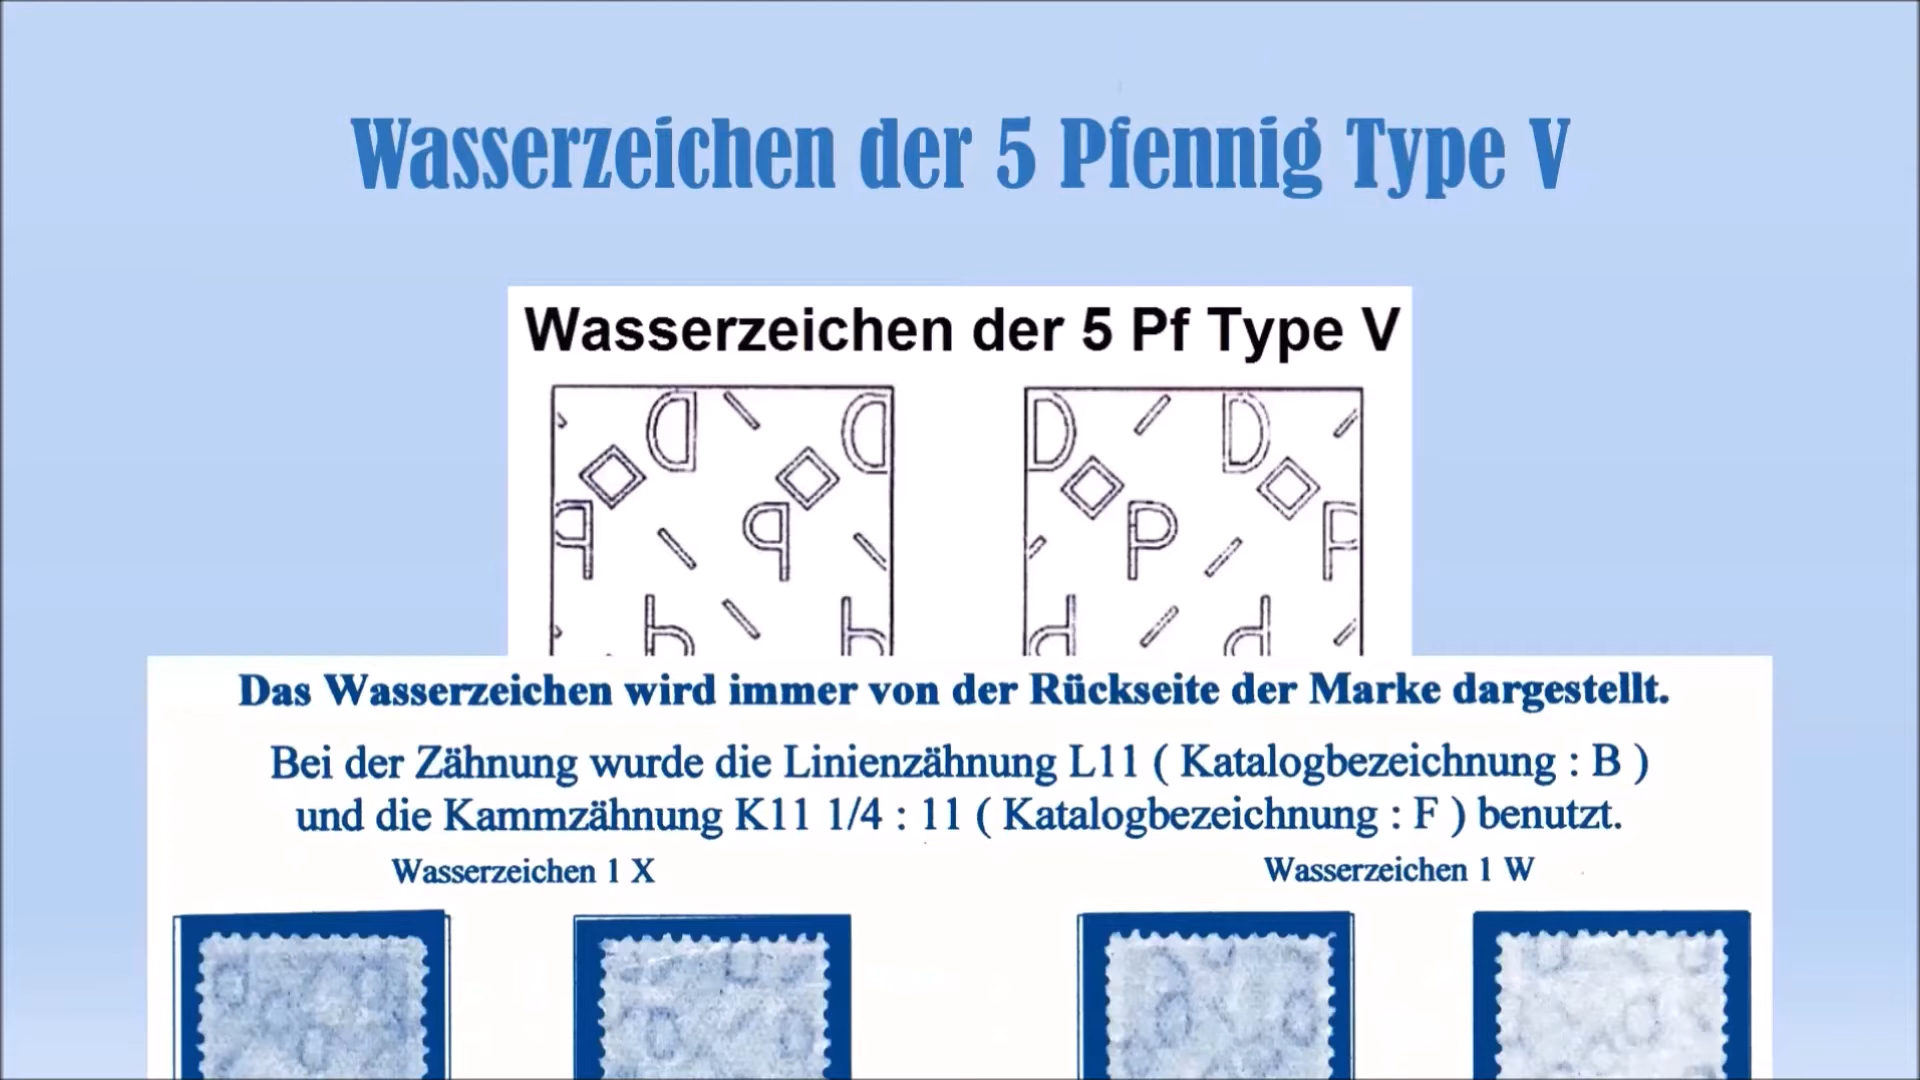 Wasserzeichen der 5 Pfennig Type V
Wasserzeichen der 5 Pf Type V
Das Wasserzeichen wird immer von der Rückseite der Marke dargestellt.
Bei der Zähnung wurde die Linienzähnung L11 ( Katalogbezeichnung : B )
und die Kammzähnung K11 1/4 : 11 ( Katalogbezeichnung : F ) benutzt.
Wasserzeichen 1 X
Wasserzeichen 1 W